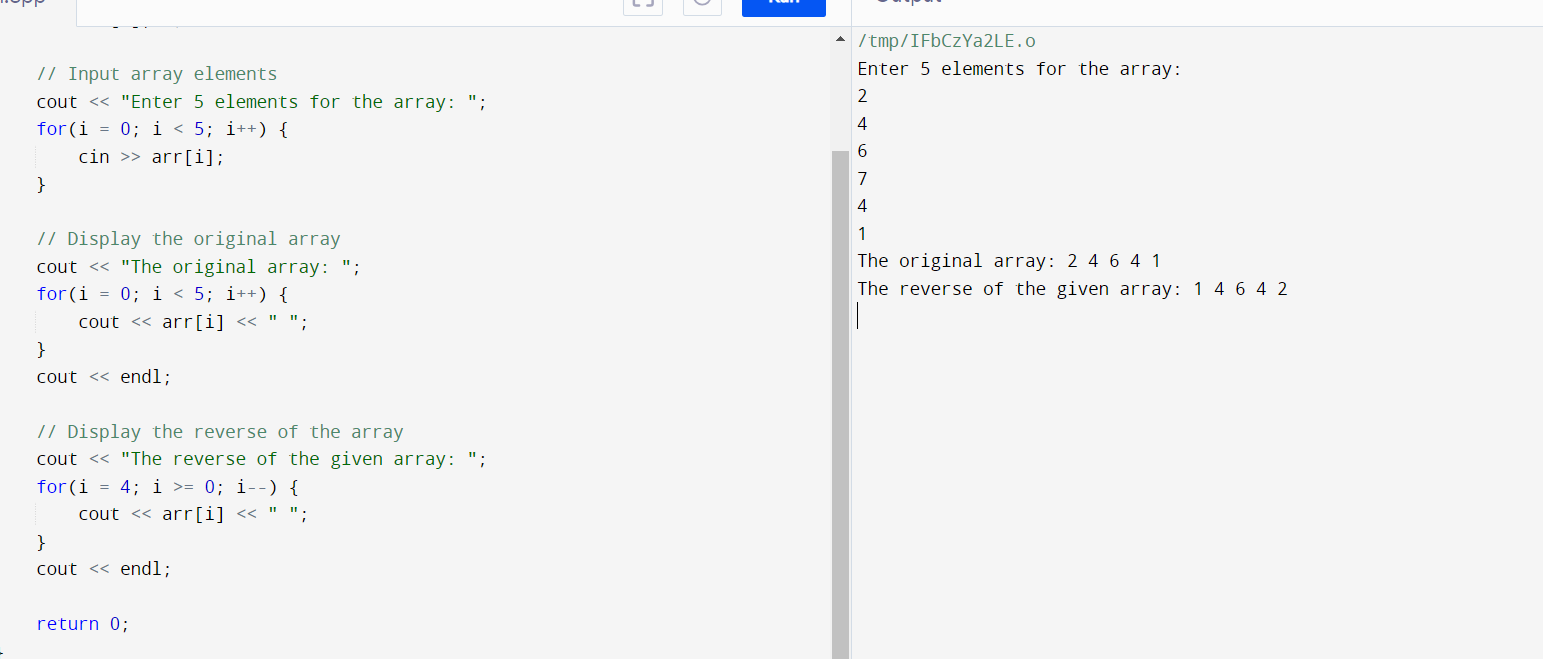 // Input array elements
cout << "Enter 5 elements for the array: ";
for(i = 0; i < 5; i++) {
    cin >> arr[i];
}
// Display the original array
cout << "The original array: ";
for(i = 0; i < 5; i++) {
    cout << arr[i] << " ";
}
cout << endl;
// Display the reverse of the array
cout << "The reverse of the given array: ";
for(i = 4; i >= 0; i--) {
    cout << arr[i] << " ";
}
cout << endl;
return 0;
/tmp/IFbCzYa2LE.o
Enter 5 elements for the array:
2
4
6
7
4
1
The original array: 2 4 6 4 1
The reverse of the given array: 1 4 6 4 2